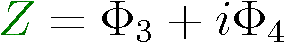 Z = Φ₃ + iΦ₄